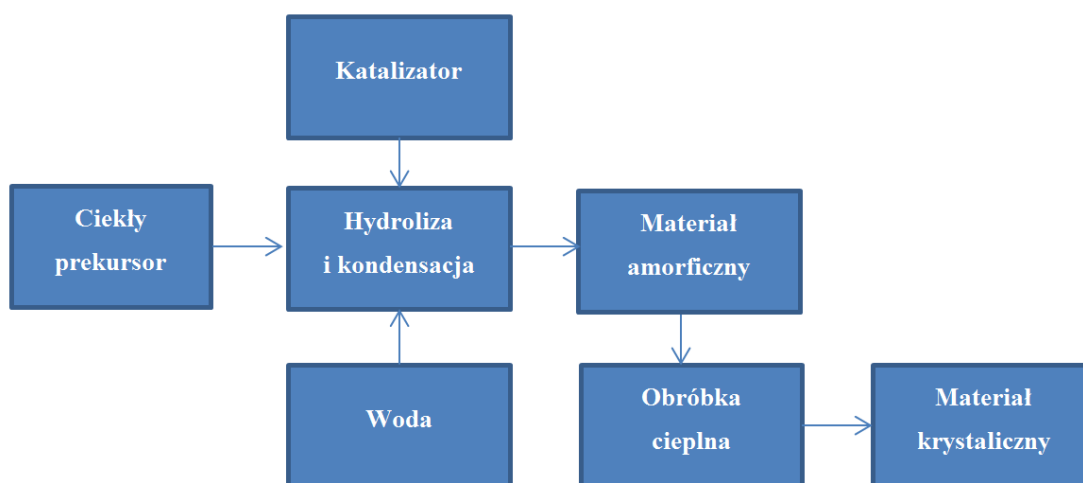 Katalizator
Ciekły
prekursor
Hydroliza
i kondensacja
Materiał
amorficzny
Woda
Obróbka
cieplna
Materiał
krystaliczny